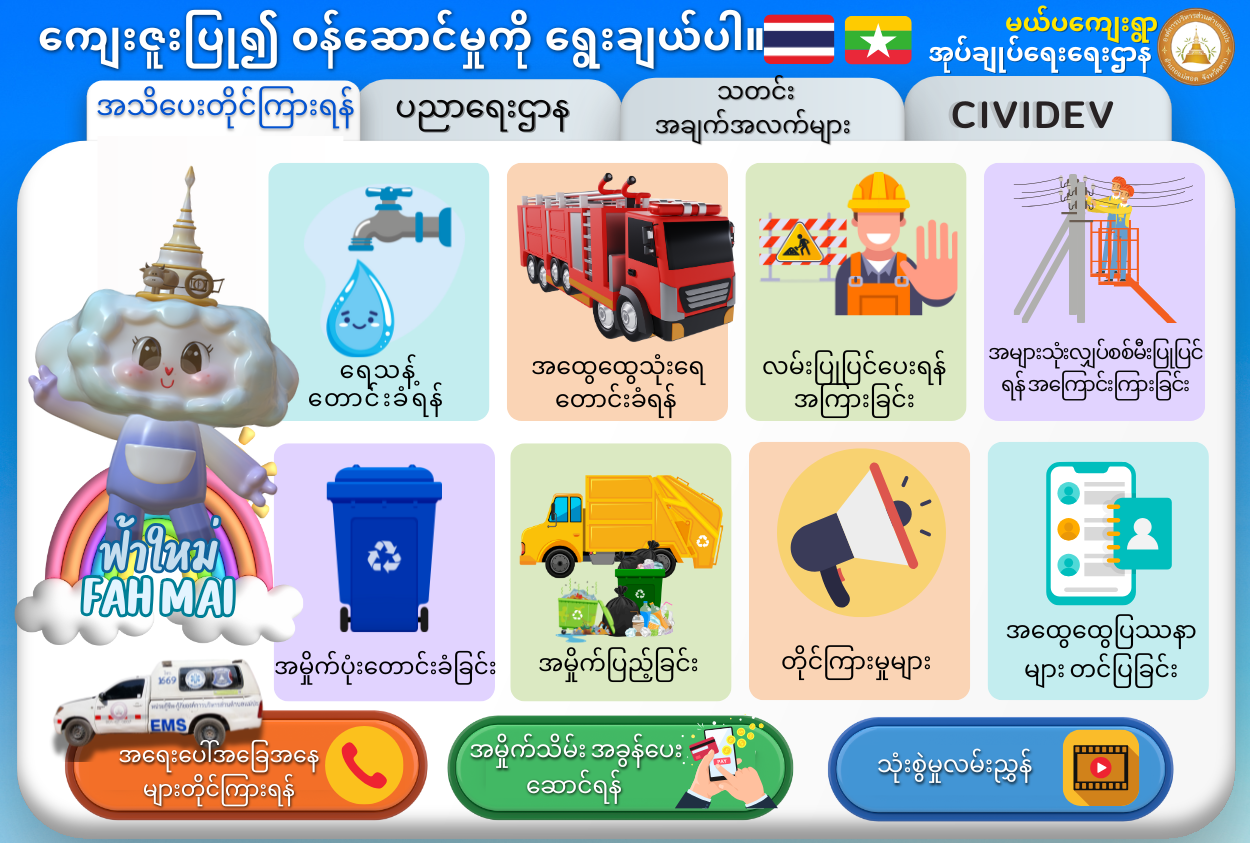 ကျေးဇူးပြု၍ ဝန်ဆောင်မှုကို ရွေးချယ်ပါ။
မယ်ပကျေးရွာ
အုပ်ချုပ်ရေးရေးဌာန
အသိပေးတိုင်ကြားရန်
ပညာရေးဌာန
သတင်း
အချက်အလက်များ
CIVIDEV
ရေသန့်
တောင်းခံရန်
အထွေထွေသုံးရေ
တောင်းခံရန်
လမ်းပြုပြင်ပေးရန်
အကြားခြင်း
အများသုံးလျှပ်စစ်မီးပြုပြင်
ရန်အကြောင်းကြားခြင်း
ฟ้าใหม่
FAH MAI
အမှိုက်ပုံးတောင်းခံခြင်း
အမှိုက်ပြည့်ခြင်း
တိုင်ကြားမှုများ
အထွေထွေပြဿနာ
များ တင်ပြခြင်း
1669
EMS
အရေးပေါ်အခြေအနေ
များတိုင်ကြားရန်
အမှိုက်သိမ်း အခွန်ပေး
ဆောင်ရန်
PAY
သုံးစွဲမှုလမ်းညွှန်